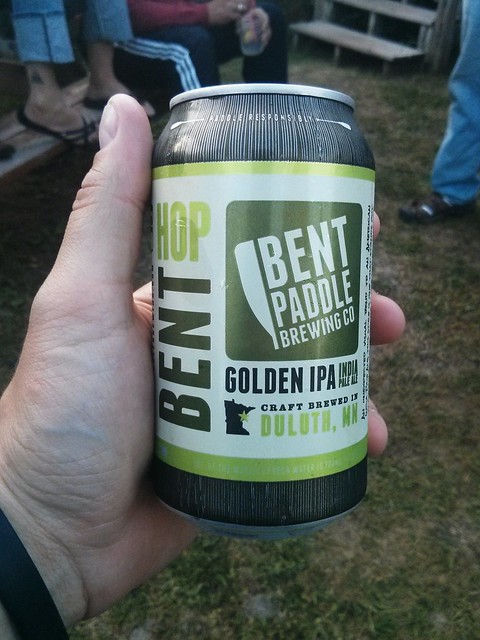 PADDLE RESPONSIBLY
BENT HOP
BENT
PADDLE
BREWING CO
GOLDEN IPA INDIA PALE ALE
CRAFT BREWED IN
DULUTH, MN